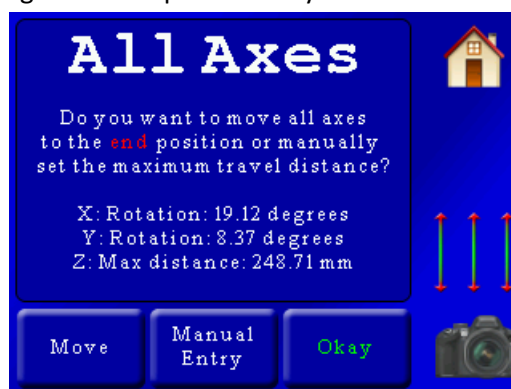 All Axes
Do you want to move all axes
to the end position or manually
set the maximum travel distance?
X: Rotation: 19.12 degrees
Y: Rotation: 8.37 degrees
Z: Max distance: 248.71 mm
Move
Manual
Entry
Okay